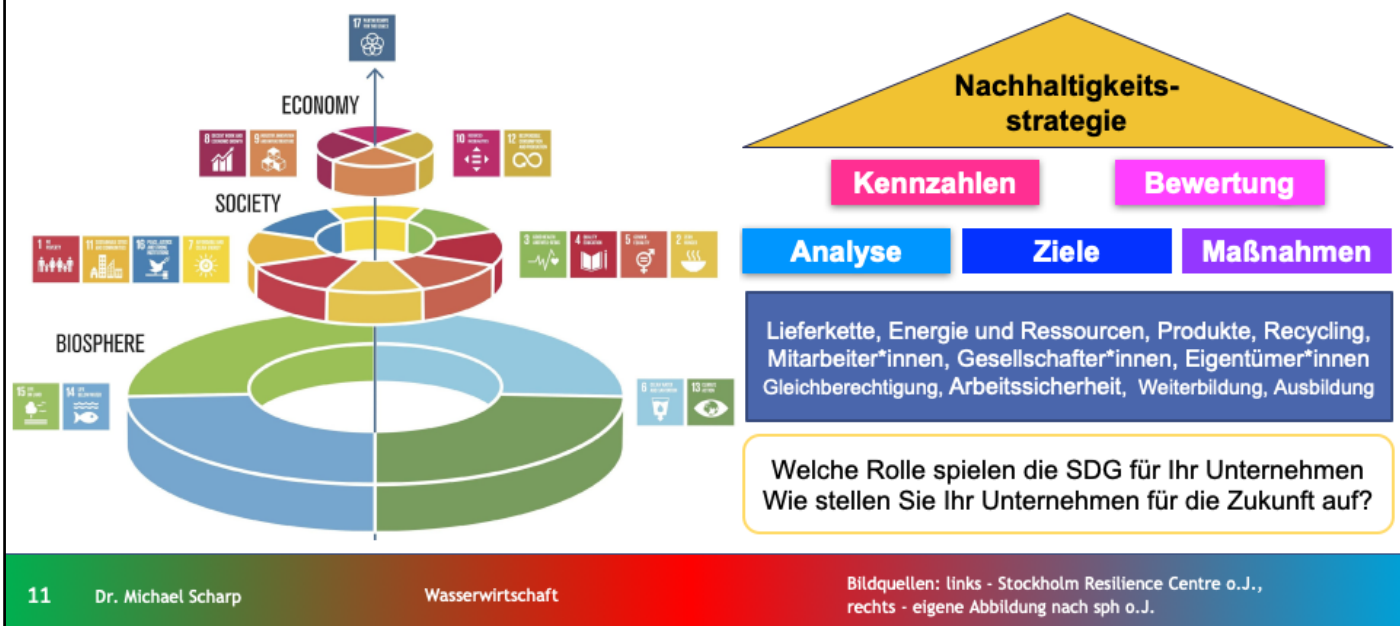 17 PARTNERSHIPS
FOR THE GOALS
ECONOMY
8 DECENT WORK AND
ECONOMIC GROWTH
9 INDUSTRY, INNOVATION
AND INFRASTRUCTURE
10 REDUCED
INEQUALITIES
12 RESPONSIBLE
CONSUMPTION
AND PRODUCTION
SOCIETY
1 NO
POVERTY
11 SUSTAINABLE CITIES
AND COMMUNITIES
16 PEACE, JUSTICE
AND STRONG
INSTITUTIONS
7 AFFORDABLE AND
CLEAN ENERGY
3 GOOD HEALTH
AND WELL-BEING
4 QUALITY
EDUCATION
5 GENDER
EQUALITY
2 ZERO
HUNGER
BIOSPHERE
15 LIFE
ON LAND
14 LIFE
BELOW WATER
6 CLEAN WATER
AND SANITATION
13 CLIMATE
ACTION
Nachhaltigkeits-
strategie
Kennzahlen
Bewertung
Analyse
Ziele
Maßnahmen
Lieferkette, Energie und Ressourcen, Produkte, Recycling,
Mitarbeiter*innen, Gesellschafter*innen, Eigentümer*innen
Gleichberechtigung, Arbeitssicherheit, Weiterbildung, Ausbildung
Welche Rolle spielen die SDG für Ihr Unternehmen
Wie stellen Sie Ihr Unternehmen für die Zukunft auf?
11
Dr. Michael Scharp
Wasserwirtschaft
Bildquellen: links - Stockholm Resilience Centre o.J.,
rechts - eigene Abbildung nach sph o.J.